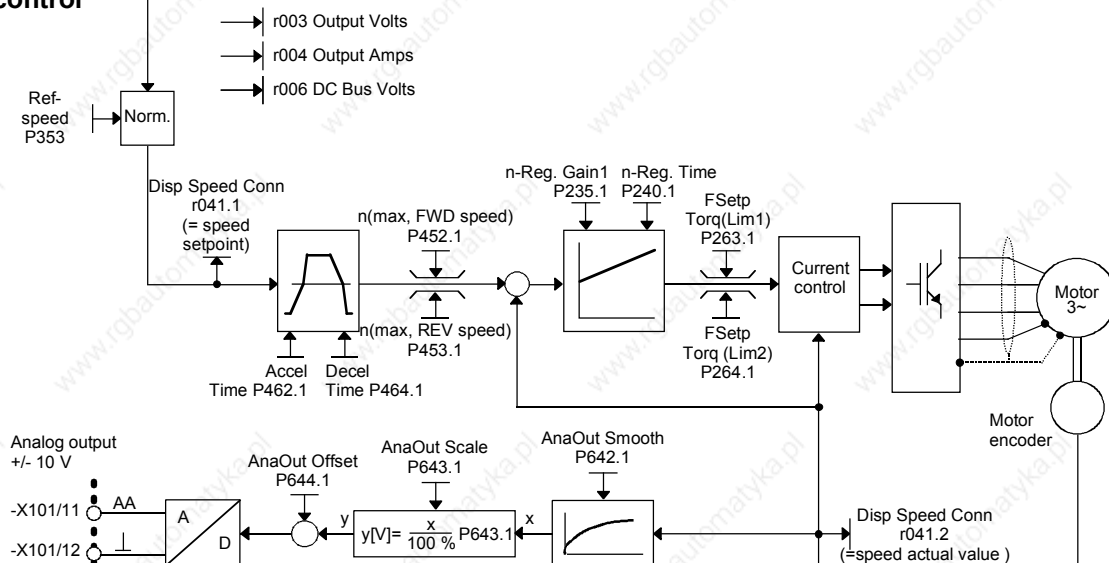 control
r003 Output Volts
r004 Output Amps
r006 DC Bus Volts
Ref-
speed
P353
Norm.
Disp Speed Conn
r041.1
(= speed
setpoint)
n(max, FWD speed)
P452.1
n(max, REV speed)
P453.1
Accel
Time P462.1
Decel
Time P464.1
n-Reg. Gain1
P235.1
n-Reg. Time
P240.1
FSetp
Torq(Lim1)
P263.1
FSetp
Torq (Lim2)
P264.1
Current
control
Motor
3~
Motor
encoder
Analog output
+/- 10 V
-X101/11
AA
-X101/12
A
D
AnaOut Offset
P644.1
AnaOut Scale
P643.1
y
y[V]= x / 100 % P643.1
x
AnaOut Smooth
P642.1
Disp Speed Conn
r041.2
(=speed actual value )
www.rgbautomatyka.pl